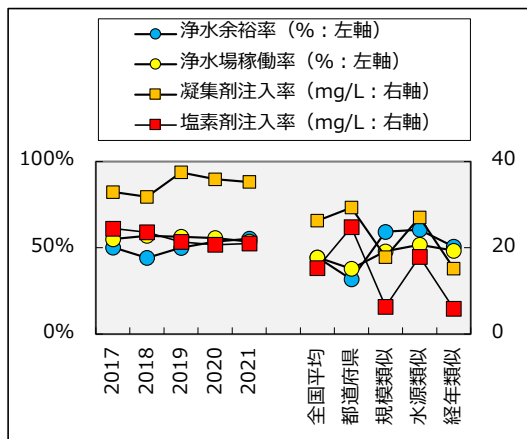 浄水余裕率（%：左軸）
浄水場稼働率（%：左軸）
凝集剤注入率（mg/L：右軸）
塩素剤注入率（mg/L：右軸）
100%
50%
0%
40
20
0
2017
2018
2019
2020
2021
全国平均
都道府県
規模類似
水源類似
経年類似